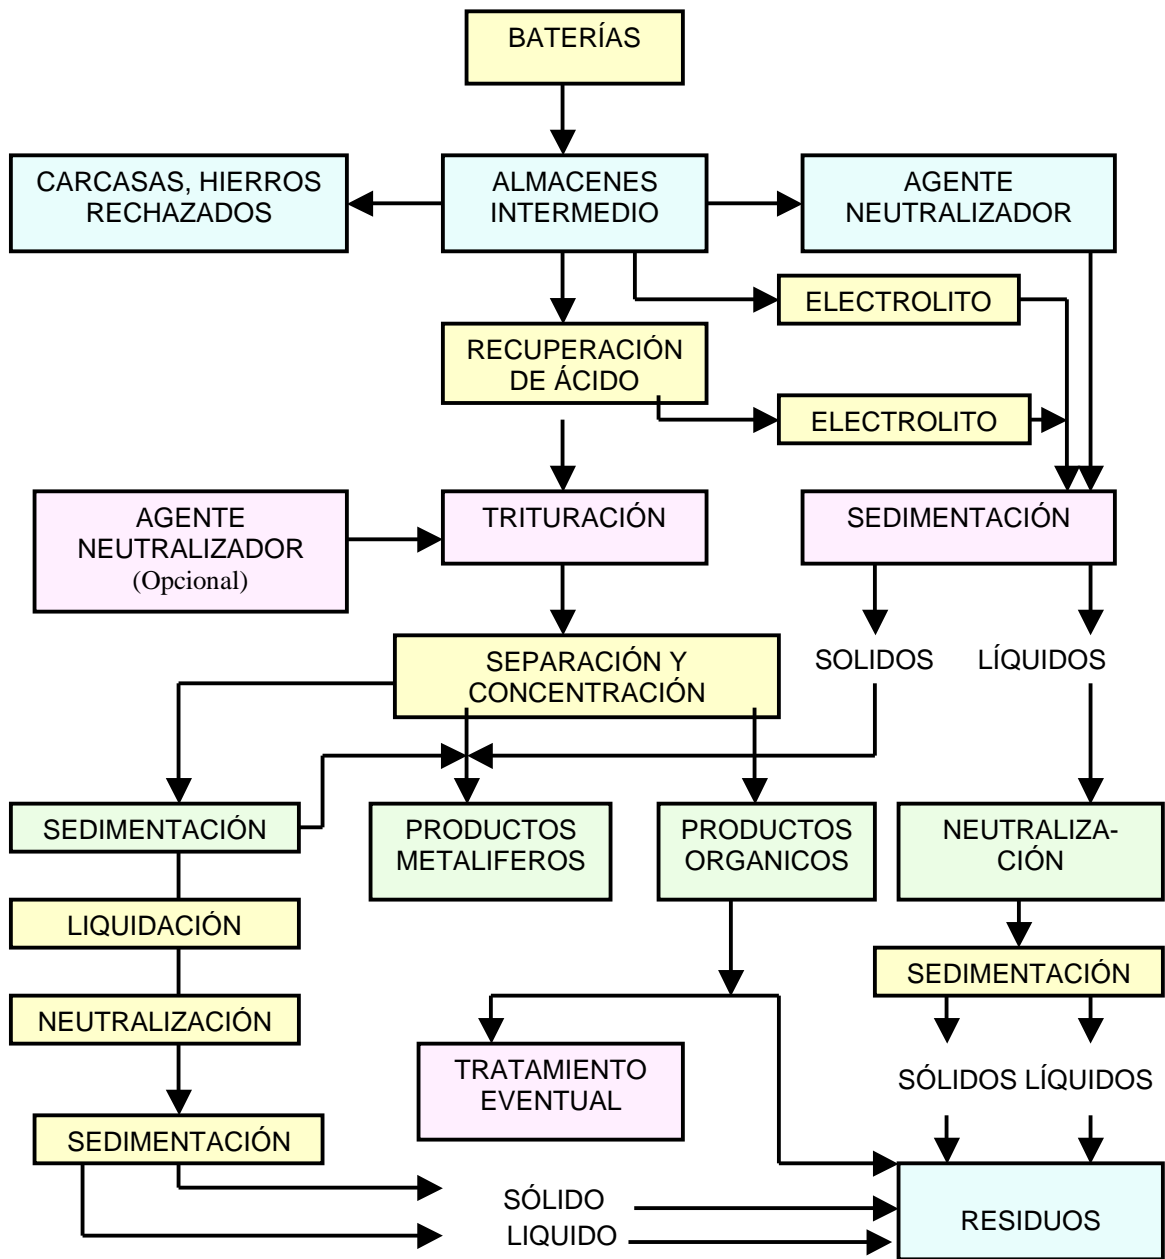 BATERÍAS
CARCASAS, HIERROS
RECHAZADOS
ALMACENES
INTERMEDIO
AGENTE
NEUTRALIZADOR
ELECTROLITO
RECUPERACIÓN
DE ÁCIDO
ELECTROLITO
AGENTE
NEUTRALIZADOR
(Opcional)
TRITURACIÓN
SEDIMENTACIÓN
SEPARACIÓN Y
CONCENTRACIÓN
SOLIDOS
LÍQUIDOS
SEDIMENTACIÓN
PRODUCTOS
METALIFEROS
PRODUCTOS
ORGANICOS
NEUTRALIZA-
CIÓN
LIQUIDACIÓN
SEDIMENTACIÓN
NEUTRALIZACIÓN
TRATAMIENTO
EVENTUAL
SÓLIDOS LÍQUIDOS
SEDIMENTACIÓN
SÓLIDO
LIQUIDO
RESIDUOS